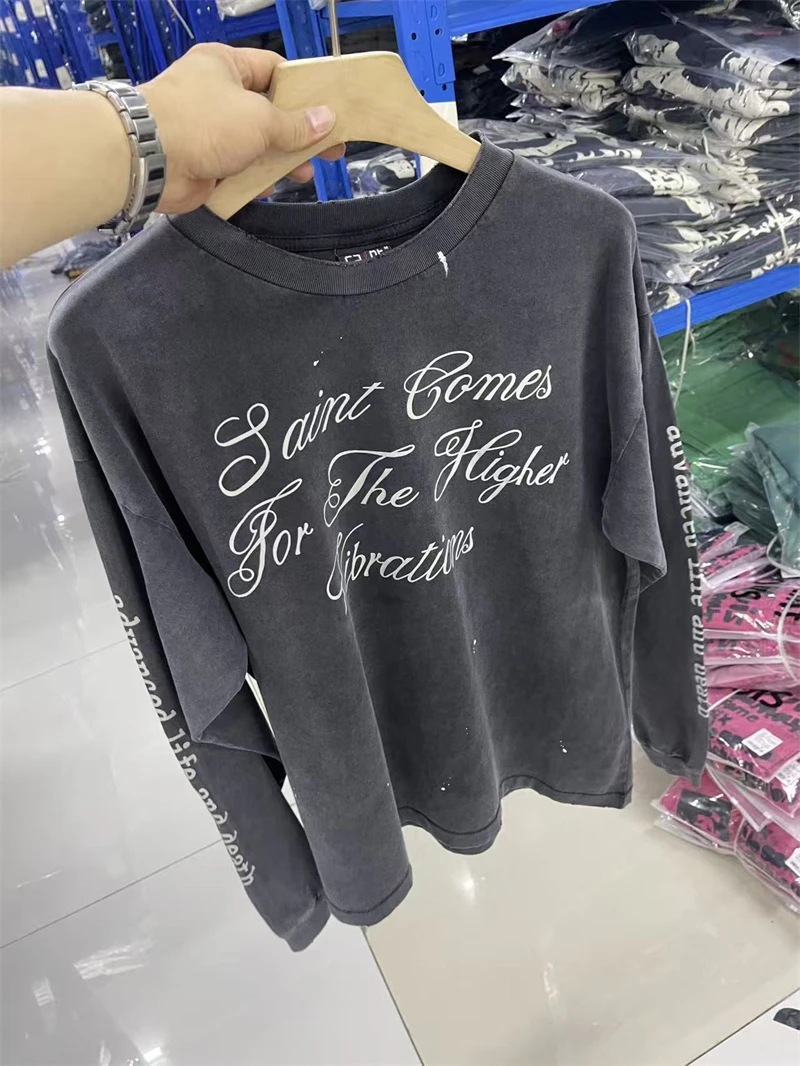 Saint Comes
For The Higher
Vibrations
advanced life and death
advanced life and death